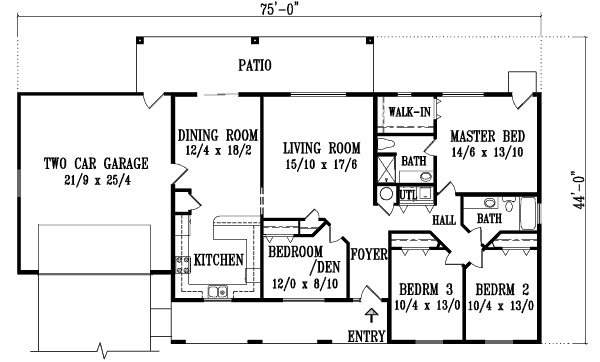 75'-0"
PATIO
WALK-IN
DINING ROOM
12/4 x 18/2
LIVING ROOM
15/10 x 17/6
MASTER BED
14/6 x 13/10
TWO CAR GARAGE
21/9 x 25/4
BATH
UTL
44'-0"
HALL
BATH
KITCHEN
BEDROOM
/DEN
12/0 x 8/10
FOYER
BEDRM 3
10/4 x 13/0
BEDRM 2
10/4 x 13/0
ENTRY